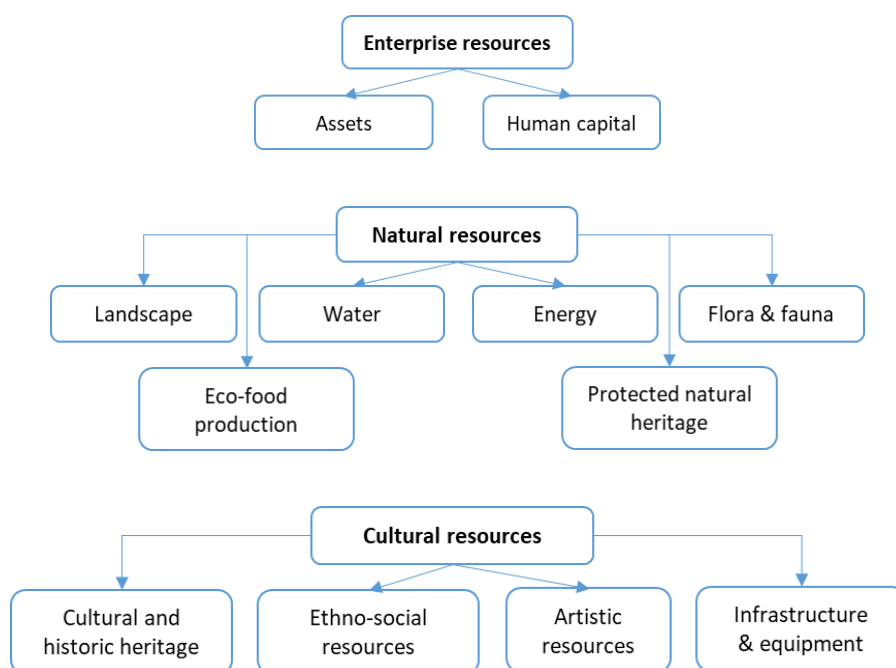 Enterprise resources
Assets
Human capital
Natural resources
Landscape
Water
Energy
Flora & fauna
Eco-food
production
Protected natural
heritage
Cultural resources
Cultural and
historic heritage
Ethno-social
resources
Artistic
resources
Infrastructure
& equipment